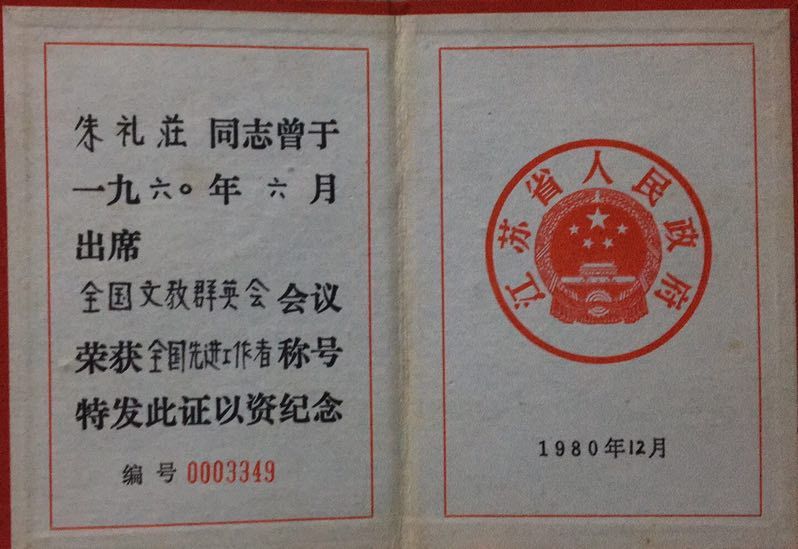 朱礼莊 同志曾于
一九六〇年 六月
出席
全国文教群英会会议
荣获全国先进工作者称号
特发此证以资纪念
编号 0003349
江苏省人民政府
1980年12月